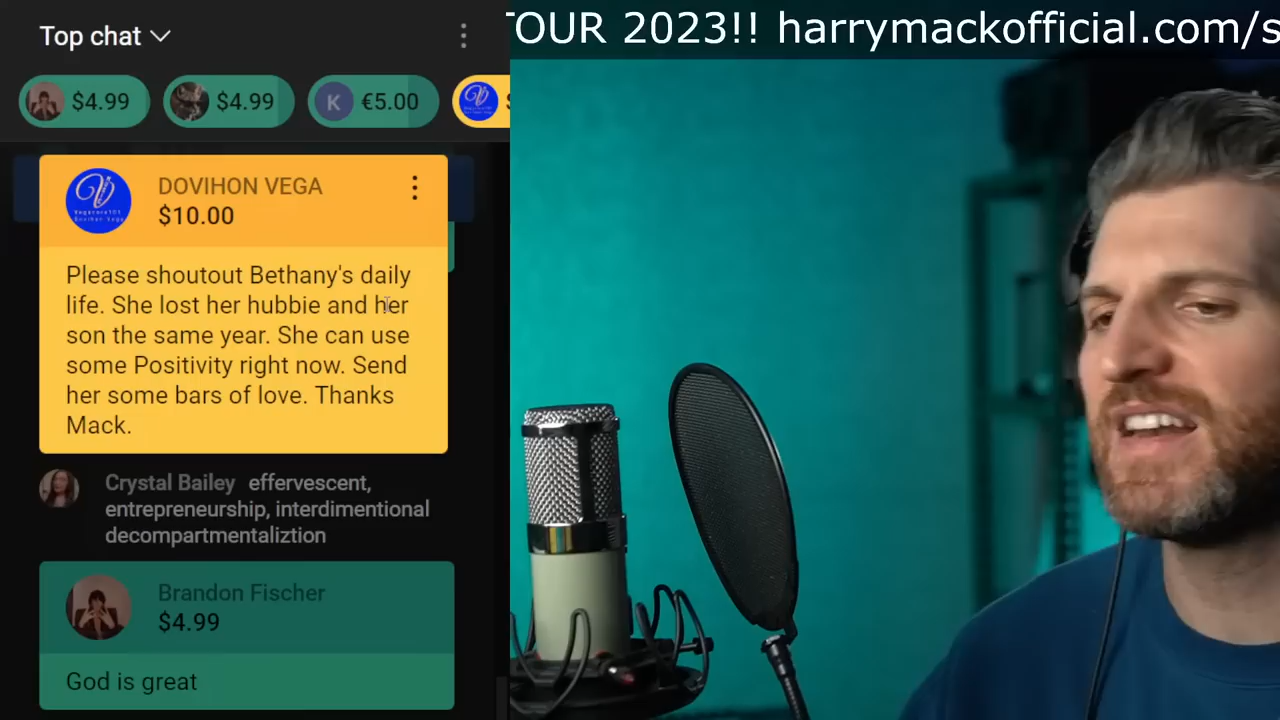 Top chat
TOUR 2023!! harrymackofficial.com/s
$4.99
$4.99
K €5.00
DOVIHON VEGA
$10.00
Please shoutout Bethany's daily
life. She lost her hubbie and her
son the same year. She can use
some Positivity right now. Send
her some bars of love. Thanks
Mack.
Crystal Bailey effervescent,
entrepreneurship, interdimentional
decompartmentaliztion
Brandon Fischer
$4.99
God is great